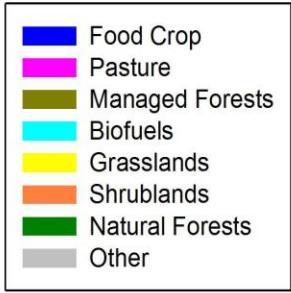 Food Crop
Pasture
Managed Forests
Biofuels
Grasslands
Shrublands
Natural Forests
Other